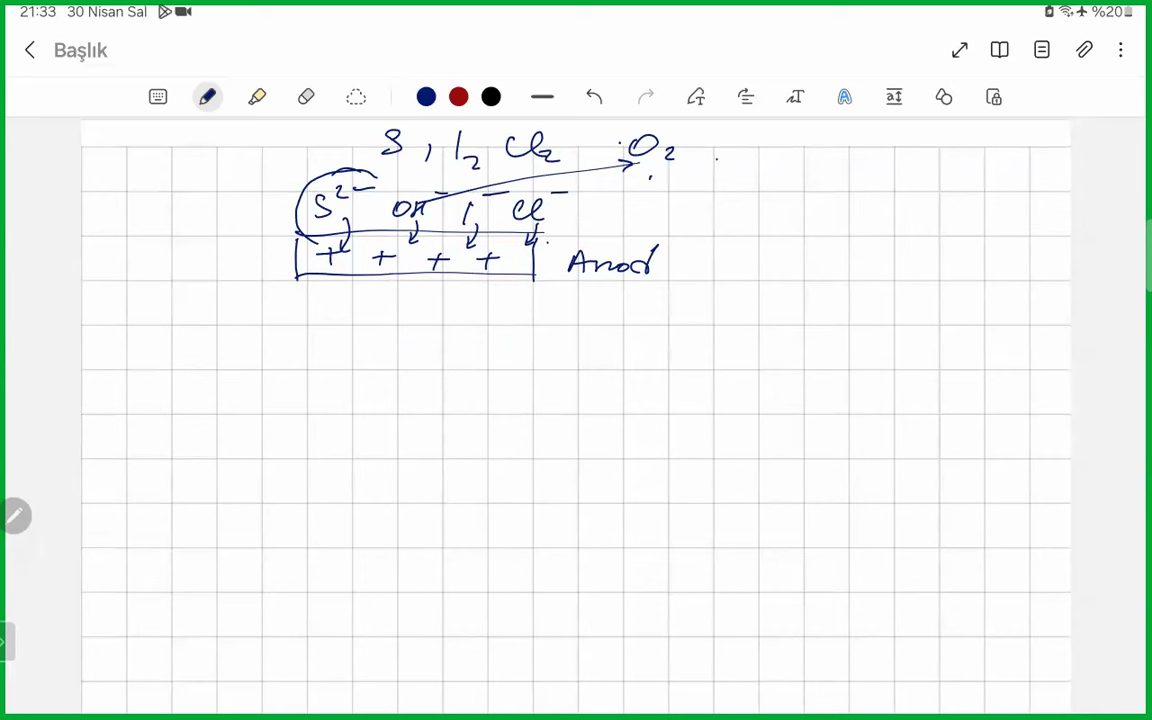 21:33 30 Nisan Sal %20
Başlık
S, I₂ Cl₂ O₂
S²⁻ OH⁻ I⁻ Cl⁻
+ + + + Anod